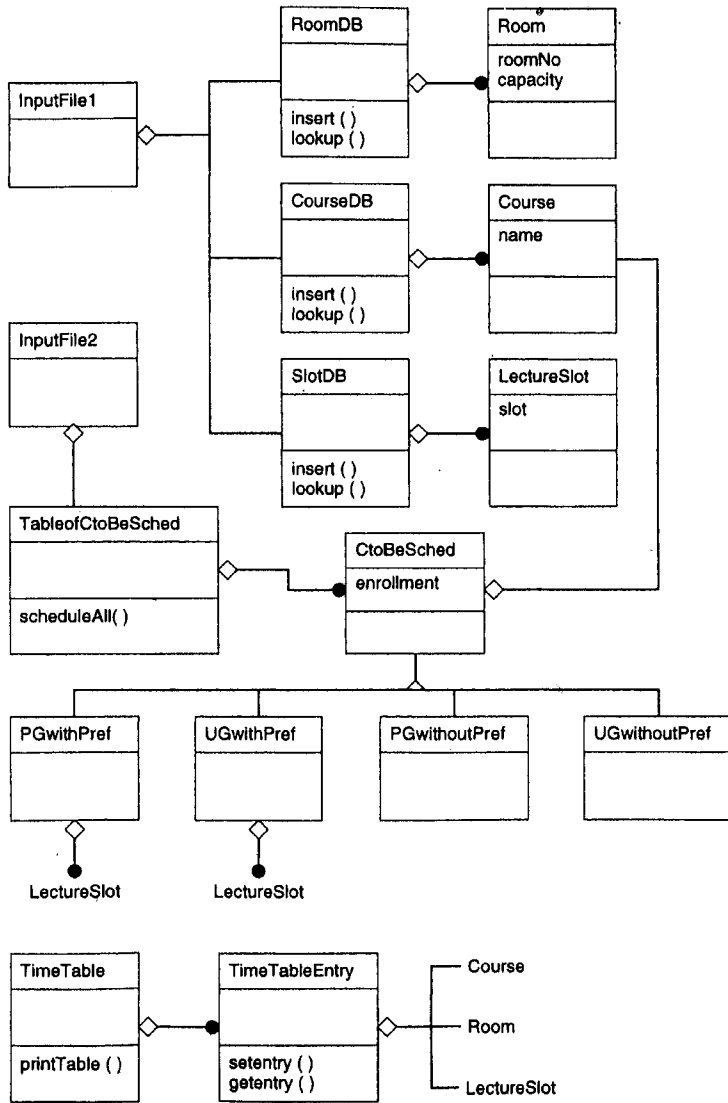 RoomDB
insert ( )
lookup ( )
Room
roomNo
capacity
InputFile1
CourseDB
insert ( )
lookup ( )
Course
name
InputFile2
SlotDB
insert ( )
lookup ( )
LectureSlot
slot
TableofCtoBeSched
scheduleAll( )
CtoBeSched
enrollment
PGwithPref
UGwithPref
PGwithoutPref
UGwithoutPref
LectureSlot
LectureSlot
TimeTable
printTable ( )
TimeTableEntry
setentry ( )
getentry ( )
Course
Room
LectureSlot